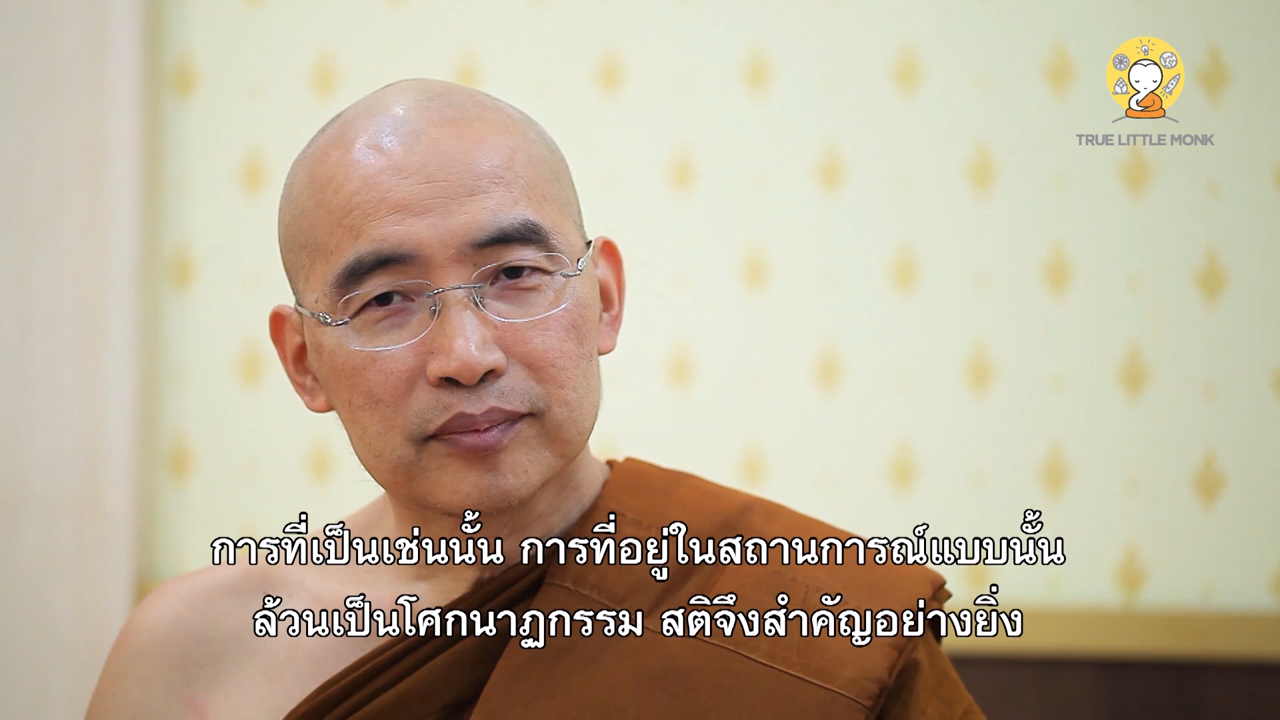 TRUE LITTLE MONK
การที่เป็นเช่นนั้น การที่อยู่ในสถานการณ์แบบนั้น
ล้วนเป็นโศกนาฏกรรม สติจึงสำคัญอย่างยิ่ง